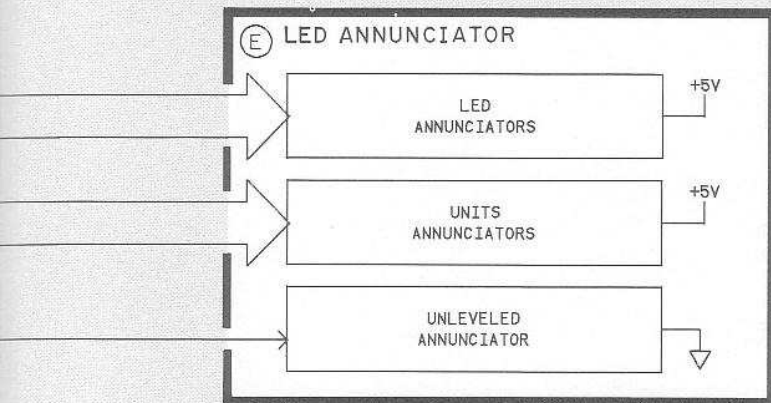 E LED ANNUNCIATOR
LED
ANNUNCIATORS
+5V
UNITS
ANNUNCIATORS
+5V
UNLEVELED
ANNUNCIATOR